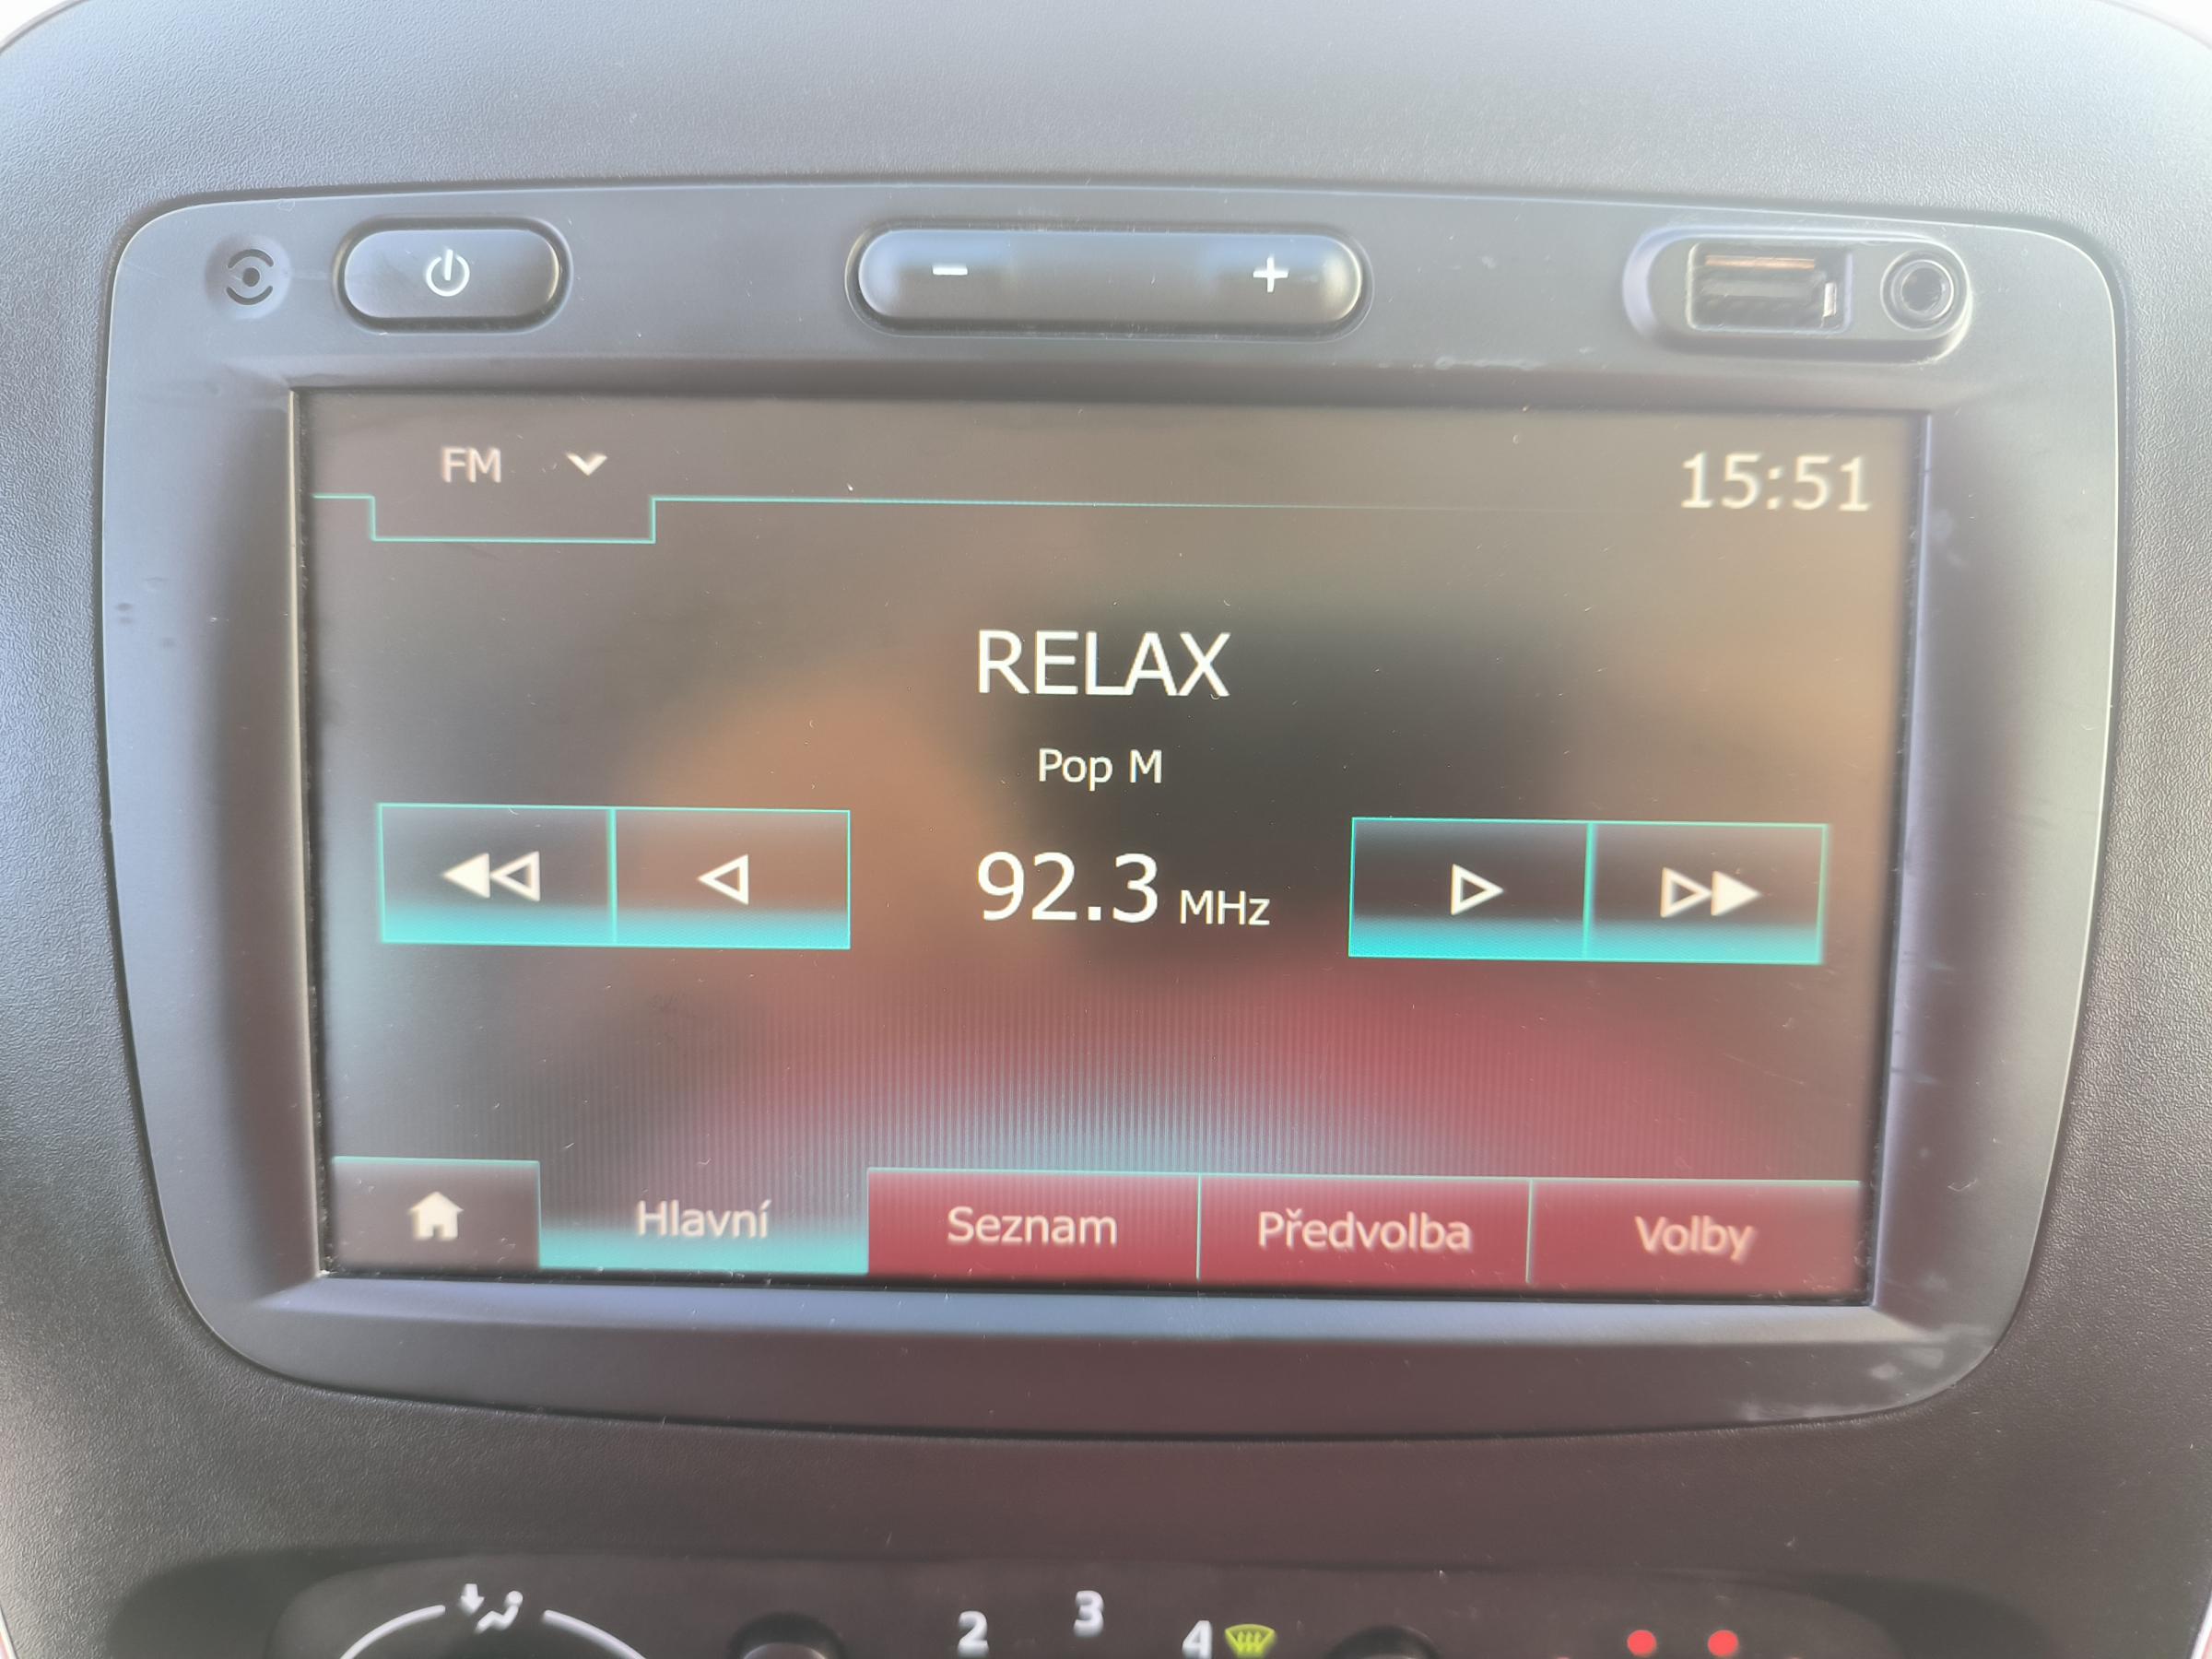 FM
15:51
RELAX
Pop M
92.3 MHz
Hlavní Seznam Předvolba Volby
2 3 4